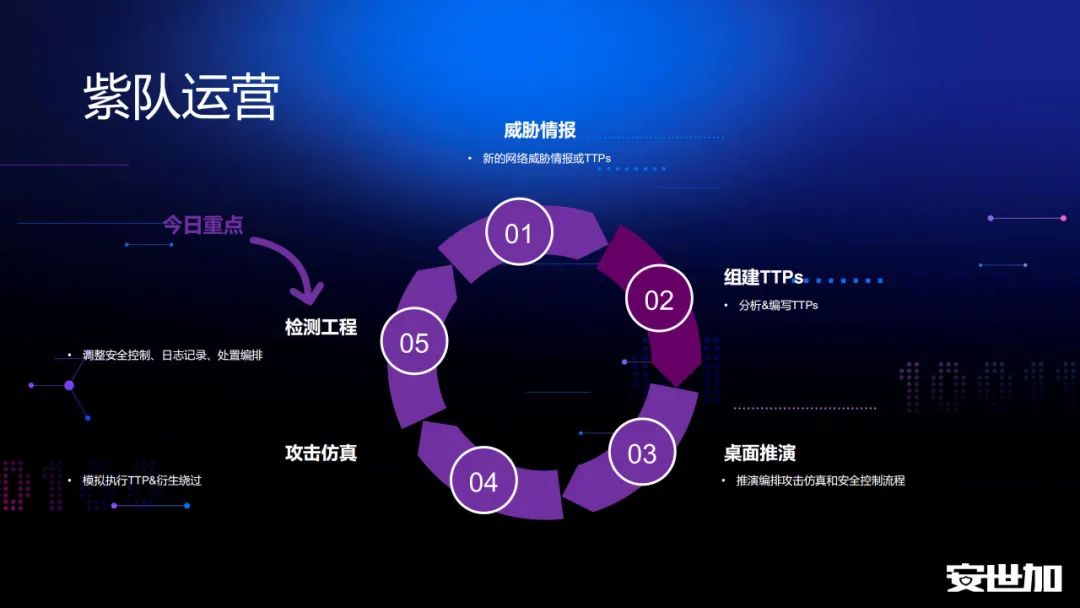 紫队运营
威胁情报
• 新的网络威胁情报或TTPs
今日重点
01
02
组建TTPs
• 分析&编写TTPs
检测工程
05
• 调整安全控制、日志记录、处置编排
10011
攻击仿真
03
桌面推演
04
• 模拟执行TTP&衍生绕过
• 推演编排攻击仿真和安全控制流程
安世加